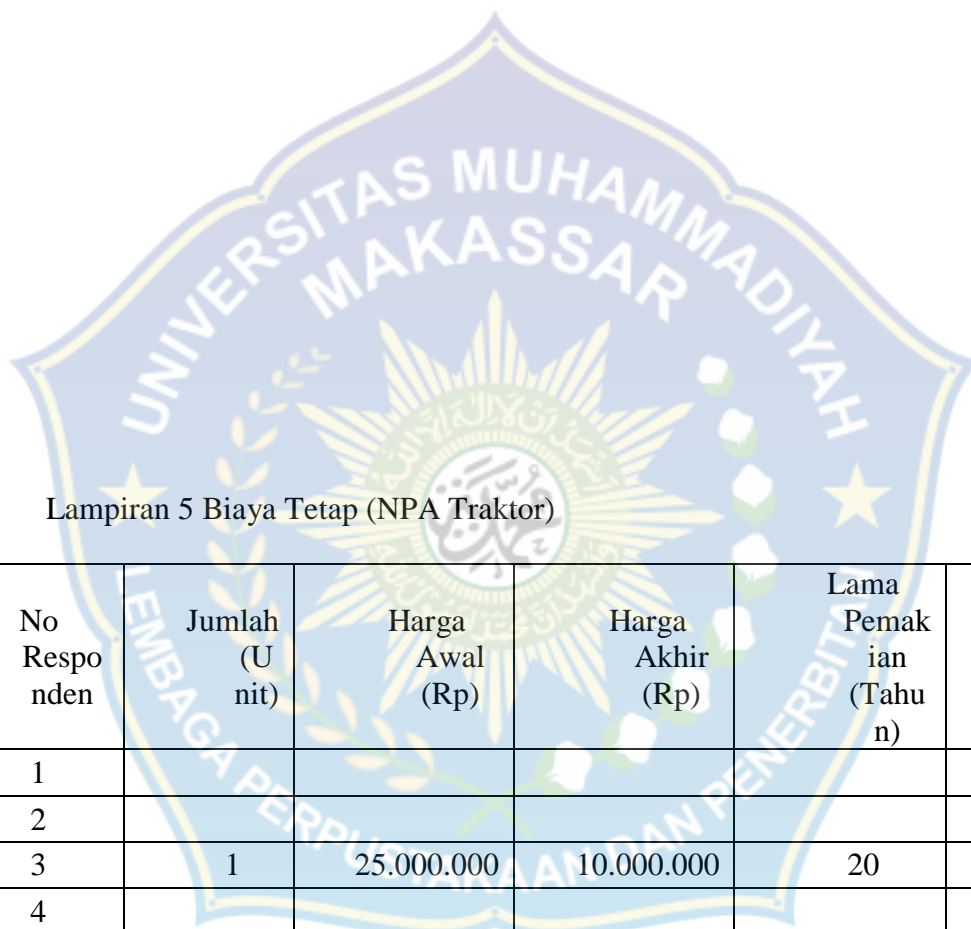 UNIVERSITAS MUHAMMADIYAH
MAKASSAR
LEMBAGA PERPUSTAKAAN DAN PENERBITAN
Lampiran 5 Biaya Tetap (NPA Traktor)
No
Respo
nden
Jumlah
(U
nit)
Harga
Awal
(Rp)
Harga
Akhir
(Rp)
Lama
Pemak
ian
(Tahu
n)
1
2
3 1 25.000.000 10.000.000 20
4